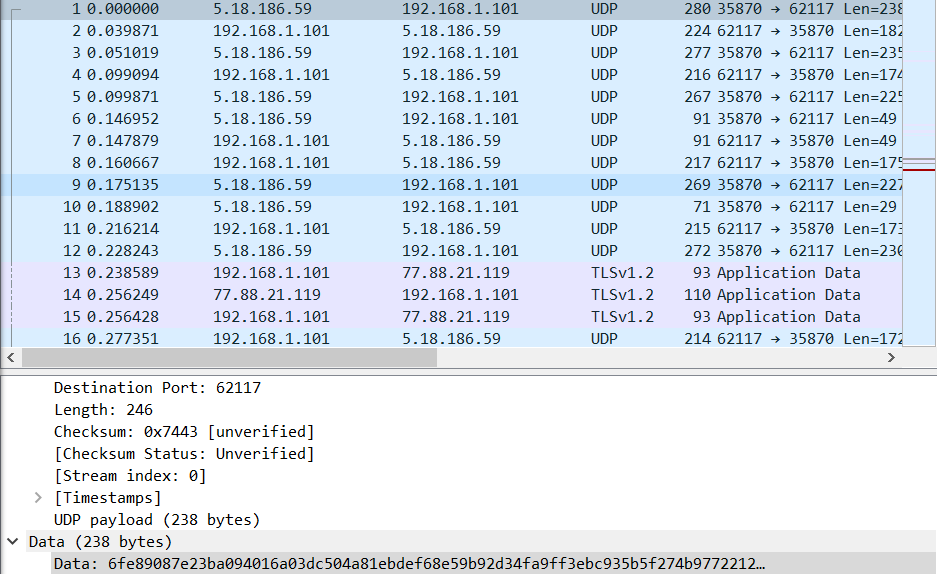 1 0.000000 5.18.186.59 192.168.1.101 UDP 280 35870 → 62117 Len=238
2 0.039871 192.168.1.101 5.18.186.59 UDP 224 62117 → 35870 Len=182
3 0.051019 5.18.186.59 192.168.1.101 UDP 277 35870 → 62117 Len=235
4 0.099094 192.168.1.101 5.18.186.59 UDP 216 62117 → 35870 Len=174
5 0.099871 5.18.186.59 192.168.1.101 UDP 267 35870 → 62117 Len=225
6 0.146952 5.18.186.59 192.168.1.101 UDP 91 35870 → 62117 Len=49
7 0.147879 192.168.1.101 5.18.186.59 UDP 91 62117 → 35870 Len=49
8 0.160667 192.168.1.101 5.18.186.59 UDP 217 62117 → 35870 Len=175
9 0.175135 5.18.186.59 192.168.1.101 UDP 269 35870 → 62117 Len=227
10 0.188902 5.18.186.59 192.168.1.101 UDP 71 35870 → 62117 Len=29
11 0.216214 192.168.1.101 5.18.186.59 UDP 215 62117 → 35870 Len=173
12 0.228243 5.18.186.59 192.168.1.101 UDP 272 35870 → 62117 Len=230
13 0.238589 192.168.1.101 77.88.21.119 TLSv1.2 93 Application Data
14 0.256249 77.88.21.119 192.168.1.101 TLSv1.2 110 Application Data
15 0.256428 192.168.1.101 77.88.21.119 TLSv1.2 93 Application Data
16 0.277351 192.168.1.101 5.18.186.59 UDP 214 62117 → 35870 Len=172
Destination Port: 62117
Length: 246
Checksum: 0x7443 [unverified]
[Checksum Status: Unverified]
[Stream index: 0]
[Timestamps]
UDP payload (238 bytes)
Data (238 bytes)
Data: 6fe89087e23ba094016a03dc504a81ebdef68e59b92d34fa9ff3ebc935b5f274b9772212…